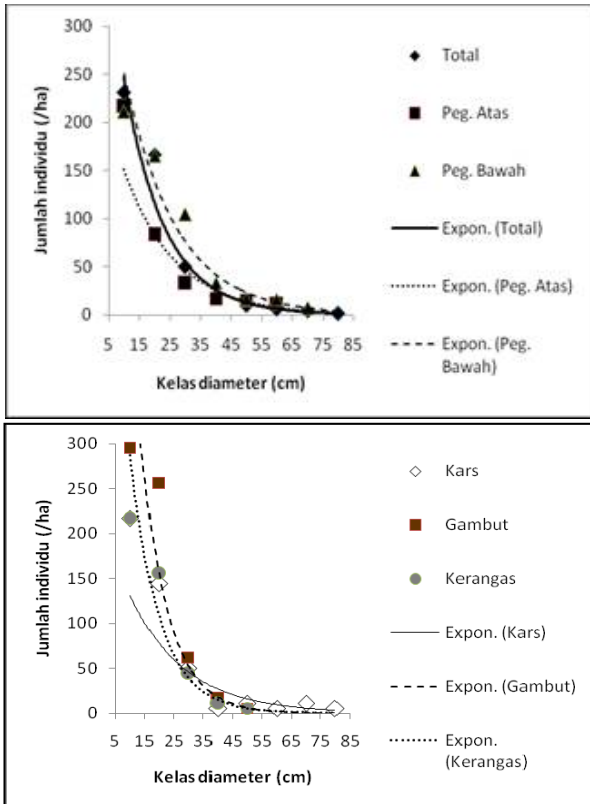 300
250
200
150
100
50
0
Jumlah individu (/ha)
5 15 25 35 45 55 65 75 85
Kelas diameter (cm)
Total
Peg. Atas
Peg. Bawah
Expon. (Total)
Expon. (Peg. Atas)
Expon. (Peg.
Bawah)
300
250
200
150
100
50
0
Jumlah individu (/ha)
5 15 25 35 45 55 65 75 85
Kelas diameter (cm)
Kars
Gambut
Kerangas
Expon. (Kars)
Expon. (Gambut)
Expon.
(Kerangas)